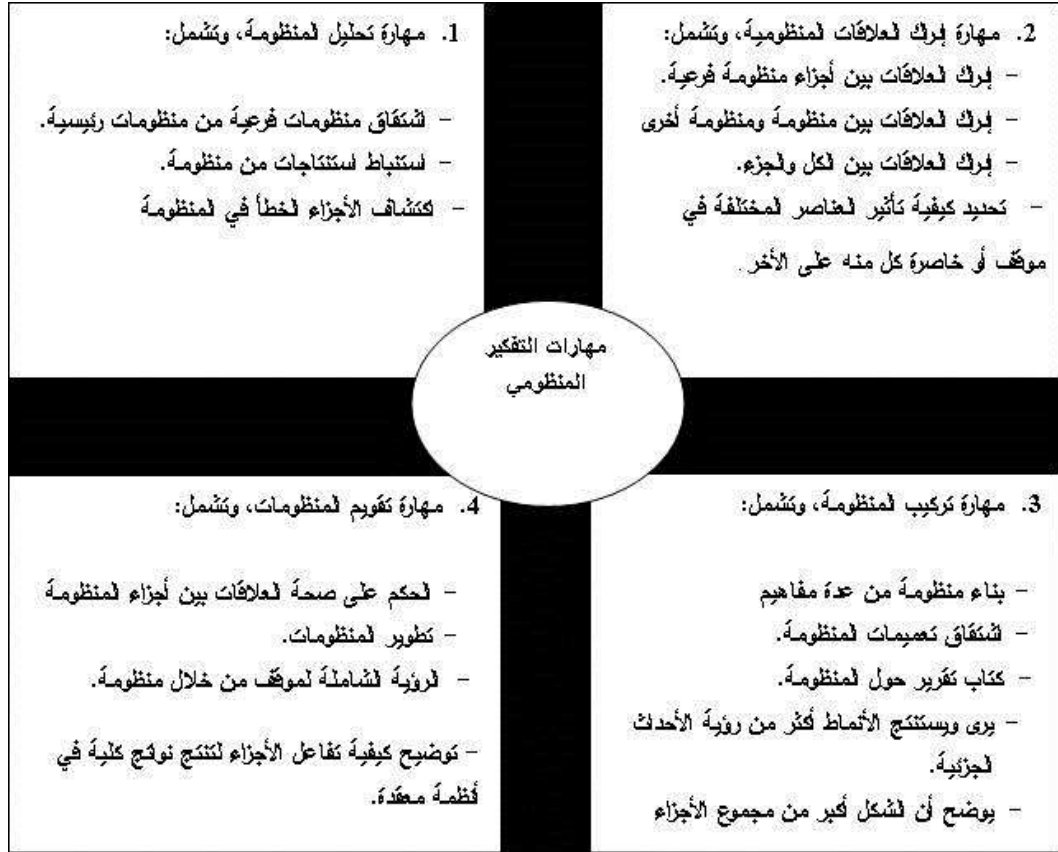 1. مهارة تحليل المنظومة، وتشمل:
– اشتقاق منظومات فرعية من منظومات رئيسية.
– استنباط استنتاجات من منظومة.
– اكتشاف الأجزاء الخطأ في المنظومة
2. مهارة إدراك العلاقات المنظومية، وتشمل:
– إدراك العلاقات بين أجزاء منظومة فرعية.
– إدراك العلاقات بين منظومة ومنظومة أخرى
– إدراك العلاقات بين الكل والجزء.
– تحديد كيفية تأثير العناصر المختلفة في
موقف أو خاصرة كل منه على الأخر.
مهارات التفكير
المنظومي
3. مهارة تركيب المنظومة، وتشمل:
– بناء منظومة من عدة مفاهيم
– اشتقاق تعميمات المنظومة.
– كتاب تقرير حول المنظومة.
– يرى ويستنتج الأنماط أكثر من رؤية الأحداث
الجزئية.
– يوضح أن الشكل أكبر من مجموع الأجزاء
4. مهارة تقويم المنظومات، وتشمل:
– الحكم على صحة العلاقات بين أجزاء المنظومة
– تطوير المنظومات.
– الرؤية الشاملة لموقف من خلال منظومة.
– توضيح كيفية تفاعل الأجزاء لتنتج نواتج كلية في
أنظمة معقدة.